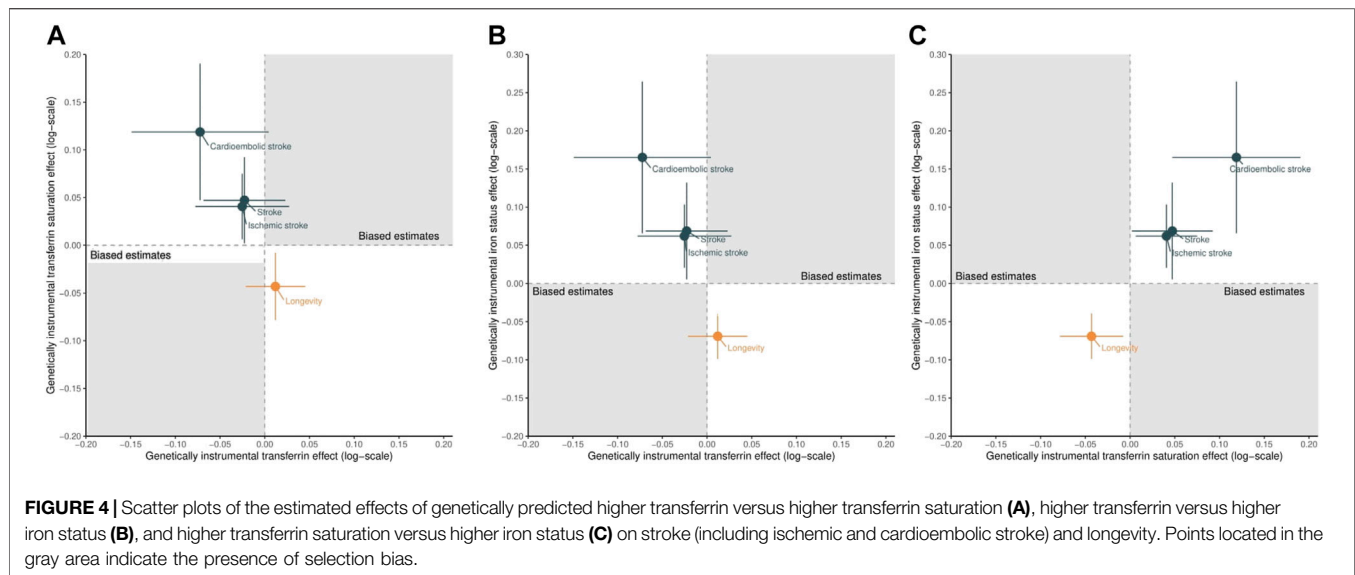 A
Genetically instrumental transferrin saturation effect (log−scale)
0.20
0.15
0.10
0.05
0.00
−0.05
−0.10
−0.15
−0.20
Cardioembolic stroke
Stroke
Ischemic stroke
Biased estimates
Biased estimates
Longevity
−0.20 −0.15 −0.10 −0.05 0.00 0.05 0.10 0.15 0.20
Genetically instrumental transferrin effect (log−scale)
B
Genetically instrumental iron status effect (log−scale)
0.30
0.25
0.20
0.15
0.10
0.05
0.00
−0.05
−0.10
−0.15
−0.20
Cardioembolic stroke
Stroke
Ischemic stroke
Biased estimates
Biased estimates
Longevity
−0.20 −0.15 −0.10 −0.05 0.00 0.05 0.10 0.15 0.20
Genetically instrumental transferrin effect (log−scale)
C
Genetically instrumental iron status effect (log−scale)
0.30
0.25
0.20
0.15
0.10
0.05
0.00
−0.05
−0.10
−0.15
−0.20
Cardioembolic stroke
Stroke
Ischemic stroke
Biased estimates
Biased estimates
Longevity
−0.20 −0.15 −0.10 −0.05 0.00 0.05 0.10 0.15 0.20
Genetically instrumental transferrin saturation effect (log−scale)
FIGURE 4 | Scatter plots of the estimated effects of genetically predicted higher transferrin versus higher transferrin saturation (A), higher transferrin versus higher
iron status (B), and higher transferrin saturation versus higher iron status (C) on stroke (including ischemic and cardioembolic stroke) and longevity. Points located in the
gray area indicate the presence of selection bias.